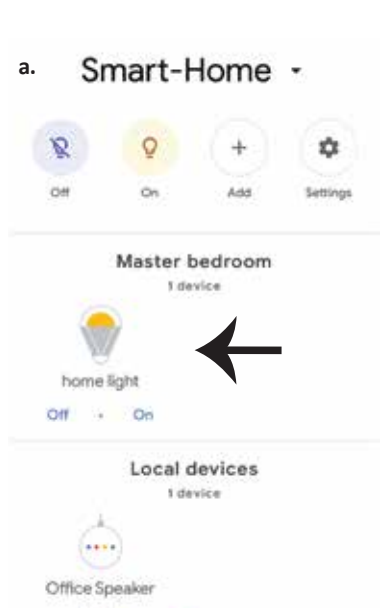 a. Smart-Home
Off On Add Settings
Master bedroom
1 device
home light
Off • On
Local devices
1 device
Office Speaker